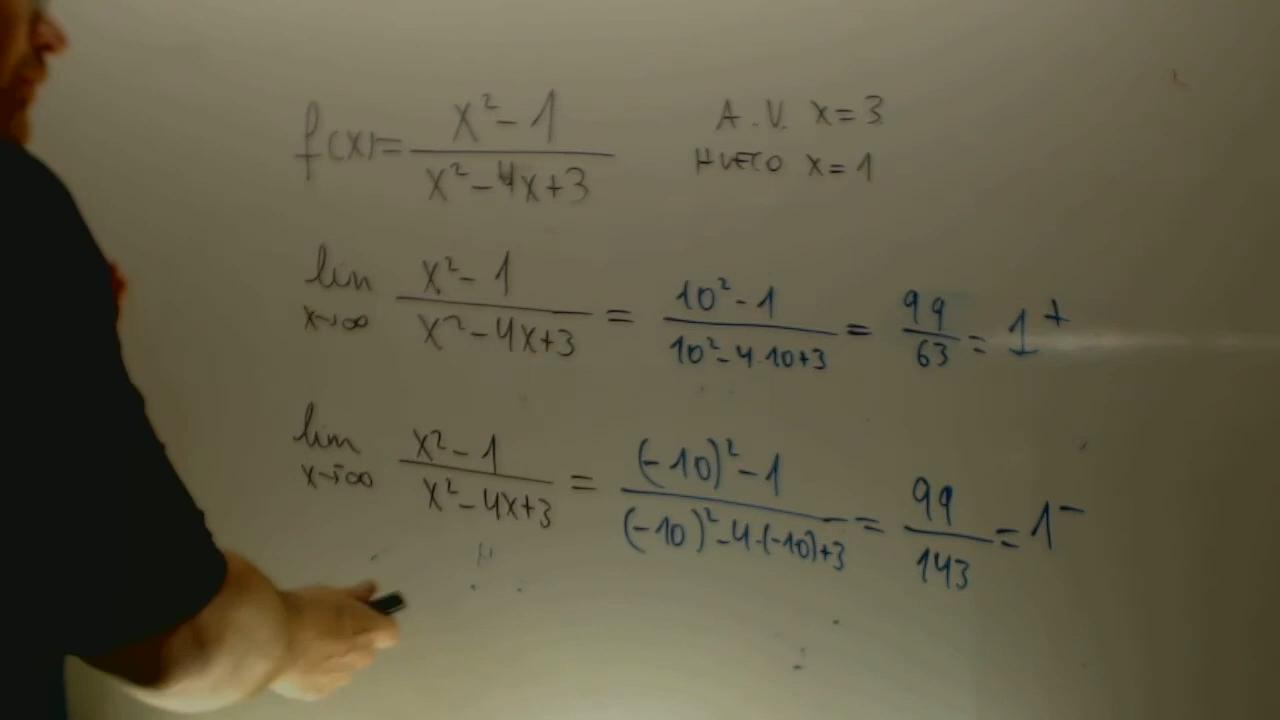 f(x)= x²-1 / x²-4x+3 A.V. x=3
HUECO x=1
lim x→∞ x²-1 / x²-4x+3 = 10²-1 / 10²-4·10+3 = 99/63 = 1⁺
lim x→-∞ x²-1 / x²-4x+3 = (-10)²-1 / (-10)²-4·(-10)+3 = 99/143 = 1⁻